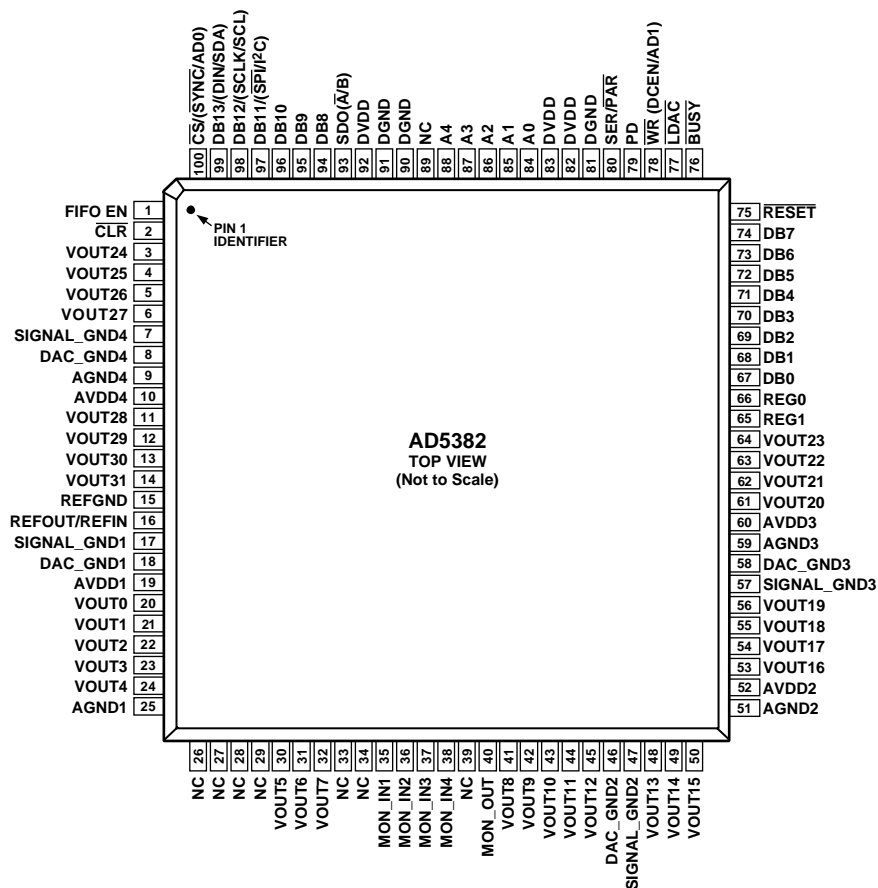 C̅S̅/(S̅Y̅N̅C̅/AD0)
DB13/(DIN/SDA)
DB12/(SCLK/SCL)
DB11/(S̅P̅I̅/I²C)
DB10
DB9
DB8
SDO(A̅/B)
DVDD
DGND
DGND
NC
A4
A3
A2
A1
A0
DVDD
DVDD
DGND
SER/P̅A̅R̅
PD
W̅R̅ (DCEN/AD1)
L̅D̅A̅C̅
B̅U̅S̅Y̅
100 99 98 97 96 95 94 93 92 91 90 89 88 87 86 85 84 83 82 81 80 79 78 77 76
FIFO EN 1
C̅L̅R̅ 2
VOUT24 3
VOUT25 4
VOUT26 5
VOUT27 6
SIGNAL_GND4 7
DAC_GND4 8
AGND4 9
AVDD4 10
VOUT28 11
VOUT29 12
VOUT30 13
VOUT31 14
REFGND 15
REFOUT/REFIN 16
SIGNAL_GND1 17
DAC_GND1 18
AVDD1 19
VOUT0 20
VOUT1 21
VOUT2 22
VOUT3 23
VOUT4 24
AGND1 25
PIN 1
IDENTIFIER
AD5382
TOP VIEW
(Not to Scale)
75 R̅E̅S̅E̅T̅
74 DB7
73 DB6
72 DB5
71 DB4
70 DB3
69 DB2
68 DB1
67 DB0
66 REG0
65 REG1
64 VOUT23
63 VOUT22
62 VOUT21
61 VOUT20
60 AVDD3
59 AGND3
58 DAC_GND3
57 SIGNAL_GND3
56 VOUT19
55 VOUT18
54 VOUT17
53 VOUT16
52 AVDD2
51 AGND2
26 27 28 29 30 31 32 33 34 35 36 37 38 39 40 41 42 43 44 45 46 47 48 49 50
NC
NC
NC
NC
VOUT5
VOUT6
VOUT7
NC
NC
MON_IN1
MON_IN2
MON_IN3
MON_IN4
NC
MON_OUT
VOUT8
VOUT9
VOUT10
VOUT11
VOUT12
DAC_GND2
SIGNAL_GND2
VOUT13
VOUT14
VOUT15